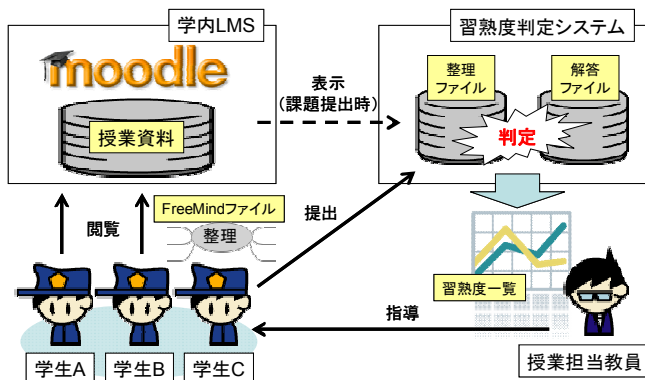 学内LMS
moodle
授業資料
表示
（課題提出時）
習熟度判定システム
整理
ファイル
解答
ファイル
判定
閲覧
FreeMindファイル
整理
提出
習熟度一覧
指導
学生A
学生B
学生C
授業担当教員